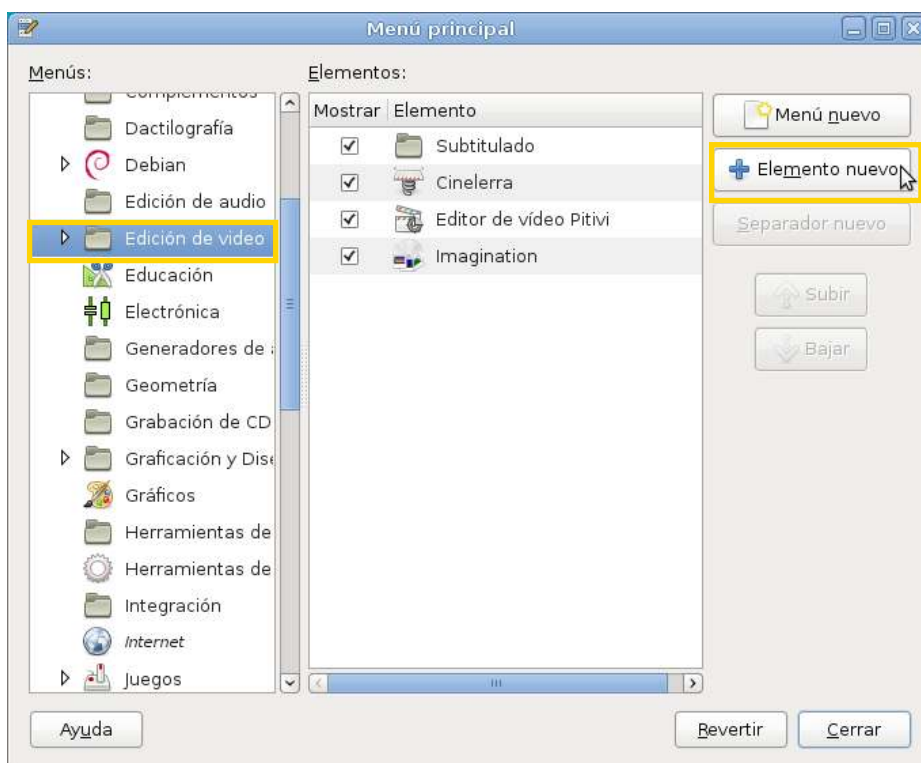 Menú principal
Menús:
Elementos:
Complementos
Dactilografía
Debian
Edición de audio
Edición de video
Educación
Electrónica
Generadores de
Geometría
Grabación de CD
Graficación y Dise
Gráficos
Herramientas de
Herramientas de
Integración
Internet
Juegos
Mostrar Elemento
Subtitulado
Cinelerra
Editor de vídeo Pitivi
Imagination
Menú nuevo
Elemento nuevo
Separador nuevo
Subir
Bajar
Ayuda
Revertir
Cerrar